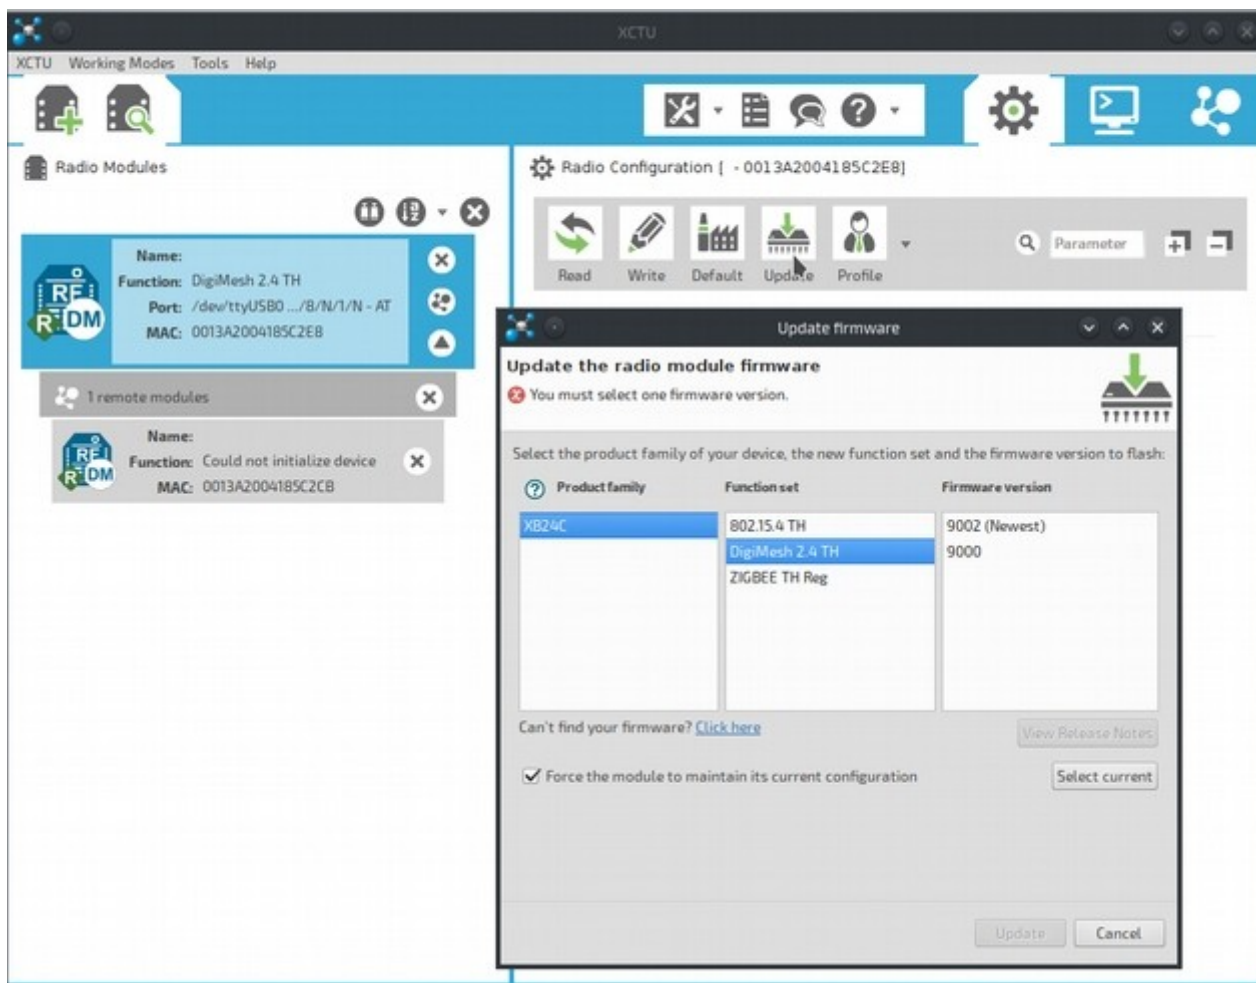 XCTU
XCTU Working Modes Tools Help
Radio Modules
Radio Configuration [ - 0013A2004185C2E8]
Read Write Default Update Profile
Parameter
Name:
Function: DigiMesh 2.4 TH
Port: /dev/ttyUSB0 .../8/N/1/N - AT
MAC: 0013A2004185C2E8
RF
R DM
1 remote modules
Name:
Function: Could not initialize device
MAC: 0013A2004185C2CB
RF
R DM
Update firmware
Update the radio module firmware
You must select one firmware version.
Select the product family of your device, the new function set and the firmware version to flash:
Product family Function set Firmware version
XB24C 802.15.4 TH 9002 (Newest)
DigiMesh 2.4 TH 9000
ZIGBEE TH Reg
Can't find your firmware? Click here
View Release Notes
Force the module to maintain its current configuration
Select current
Update Cancel